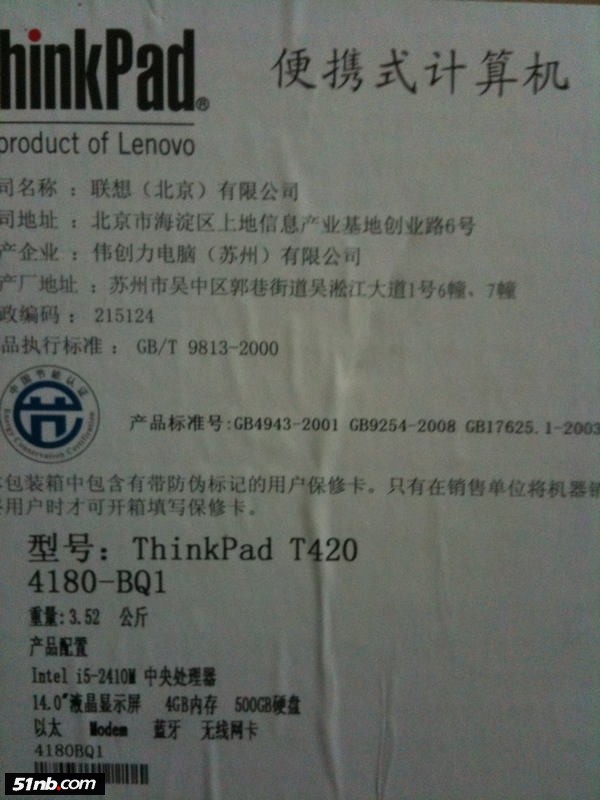 hinkPad®
便携式计算机
product of Lenovo
司名称：联想（北京）有限公司
司地址：北京市海淀区上地信息产业基地创业路6号
产企业：伟创力电脑（苏州）有限公司
产厂地址：苏州市吴中区郭巷街道吴淞江大道1号6幢、7幢
政编码：215124
品执行标准：GB/T 9813-2000
中国节能认证
Energy Conservation Certification
产品标准号:GB4943-2001 GB9254-2008 GB17625.1-2003
包装箱中包含有带防伪标记的用户保修卡。只有在销售单位将机器销
用户时才可开箱填写保修卡。
型号：ThinkPad T420
4180-BQ1
重量:3.52 公斤
产品配置
Intel i5-2410M 中央处理器
14.0"液晶显示屏 4GB内存 500GB硬盘
以太 Modem 蓝牙 无线网卡
4180BQ1
51nb.com